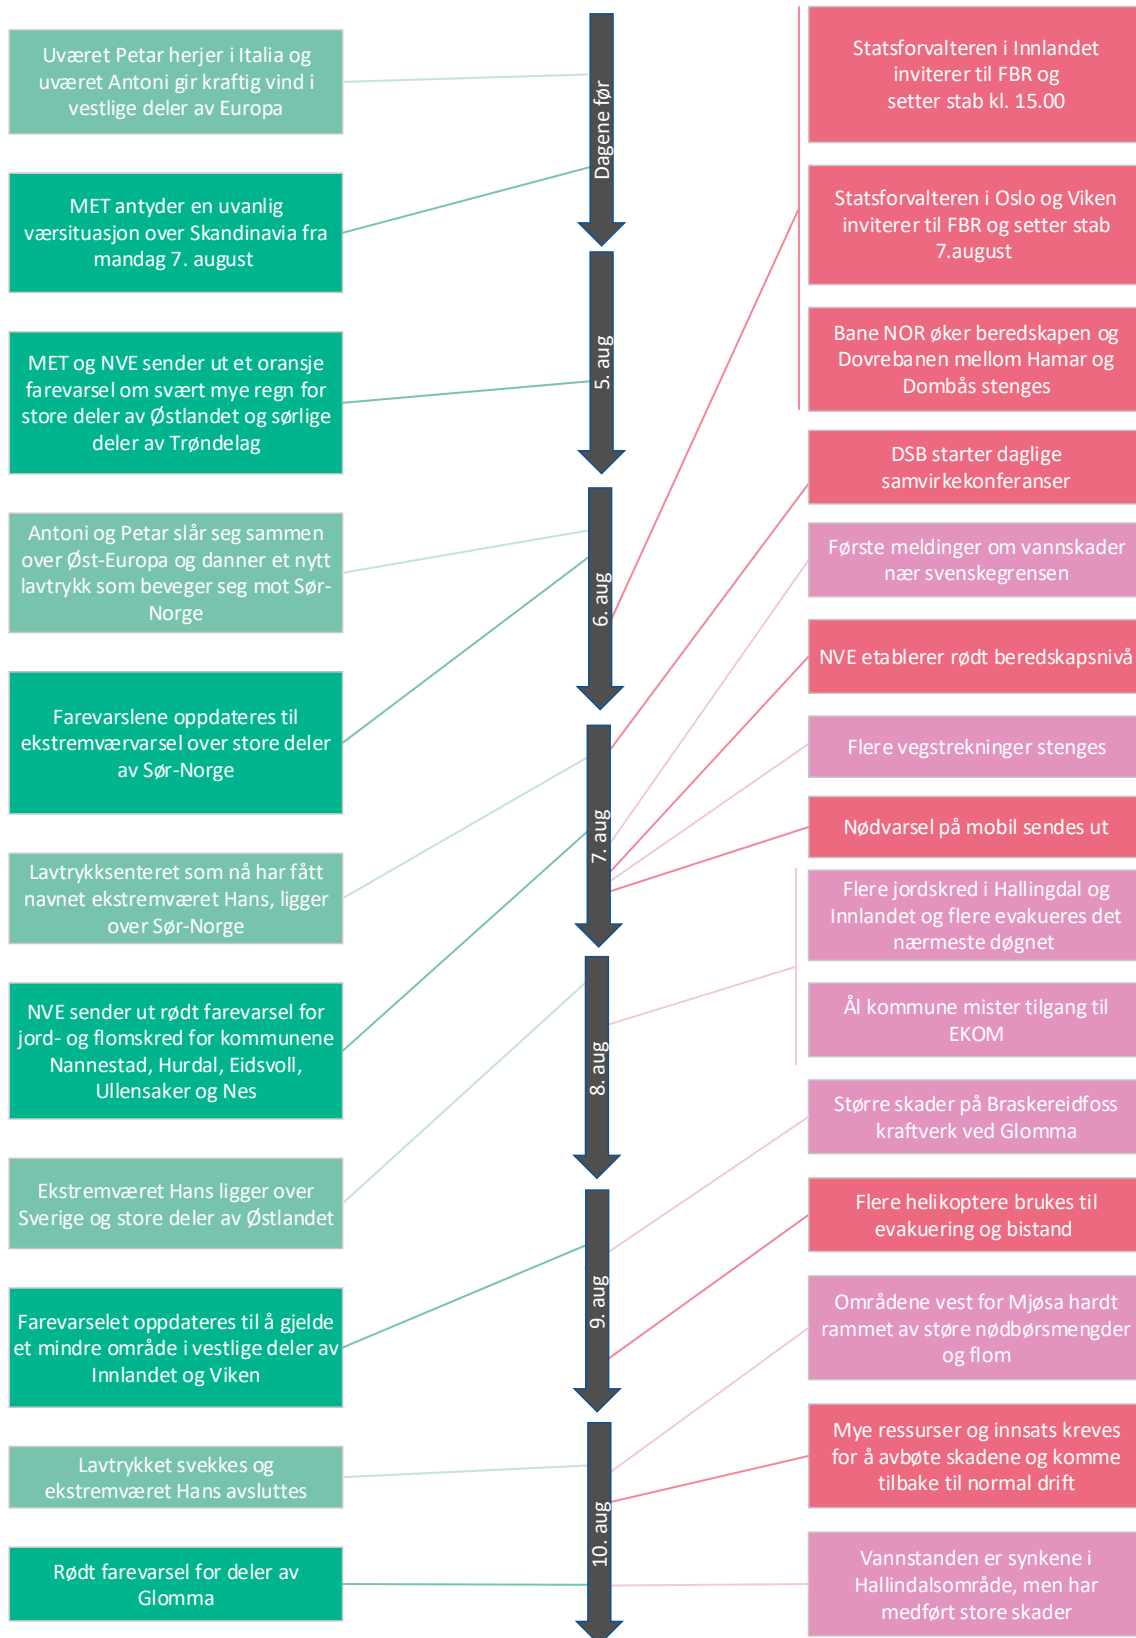 Uværet Petar herjer i Italia og
uværet Antoni gir kraftig vind i
vestlige deler av Europa
MET antyder en uvanlig
værsituasjon over Skandinavia fra
mandag 7. august
MET og NVE sender ut et oransje
farevarsel om svært mye regn for
store deler av Østlandet og sørlige
deler av Trøndelag
Antoni og Petar slår seg sammen
over Øst-Europa og danner et nytt
lavtrykk som beveger seg mot Sør-
Norge
Farevarslene oppdateres til
ekstremværvarsel over store deler
av Sør-Norge
Lavtrykksenteret som nå har fått
navnet ekstremværet Hans, ligger
over Sør-Norge
NVE sender ut rødt farevarsel for
jord- og flomskred for kommunene
Nannestad, Hurdal, Eidsvoll,
Ullensaker og Nes
Ekstremværet Hans ligger over
Sverige og store deler av Østlandet
Farevarselet oppdateres til å gjelde
et mindre område i vestlige deler av
Innlandet og Viken
Lavtrykket svekkes og
ekstremværet Hans avsluttes
Rødt farevarsel for deler av
Glomma
Dagene før
5. aug
6. aug
7. aug
8. aug
9. aug
10. aug
Statsforvalteren i Innlandet
inviterer til FBR og
setter stab kl. 15.00
Statsforvalteren i Oslo og Viken
inviterer til FBR og setter stab
7.august
Bane NOR øker beredskapen og
Dovrebanen mellom Hamar og
Dombås stenges
DSB starter daglige
samvirkekonferanser
Første meldinger om vannskader
nær svenskegrensen
NVE etablerer rødt beredskapsnivå
Flere vegstrekninger stenges
Nødvarsel på mobil sendes ut
Flere jordskred i Hallingdal og
Innlandet og flere evakueres det
nærmeste døgnet
Ål kommune mister tilgang til
EKOM
Større skader på Braskereidfoss
kraftverk ved Glomma
Flere helikoptere brukes til
evakuering og bistand
Områdene vest for Mjøsa hardt
rammet av større nødbørsmengder
og flom
Mye ressurser og innsats kreves
for å avbøte skadene og komme
tilbake til normal drift
Vannstanden er synkene i
Hallindalsområde, men har
medført store skader